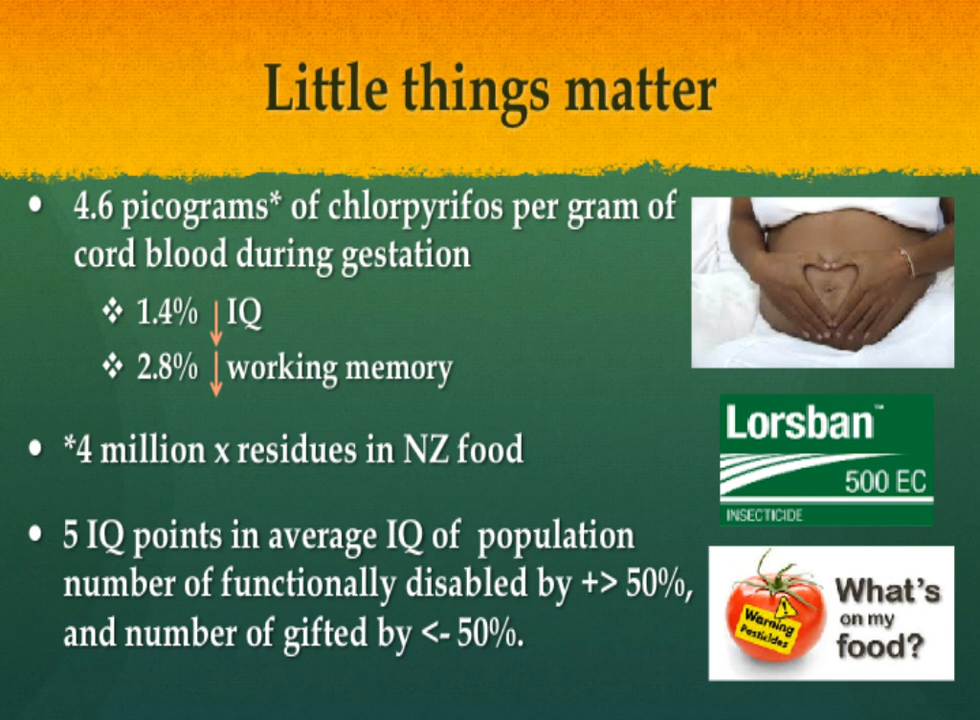 Little things matter
• 4.6 picograms* of chlorpyrifos per gram of
cord blood during gestation
❖ 1.4% ↓ IQ
❖ 2.8% ↓ working memory
• *4 million x residues in NZ food
• 5 IQ points in average IQ of population
number of functionally disabled by +> 50%,
and number of gifted by <- 50%.
Lorsban™
500 EC
INSECTICIDE
Warning
Pesticides
What's
on my
food?